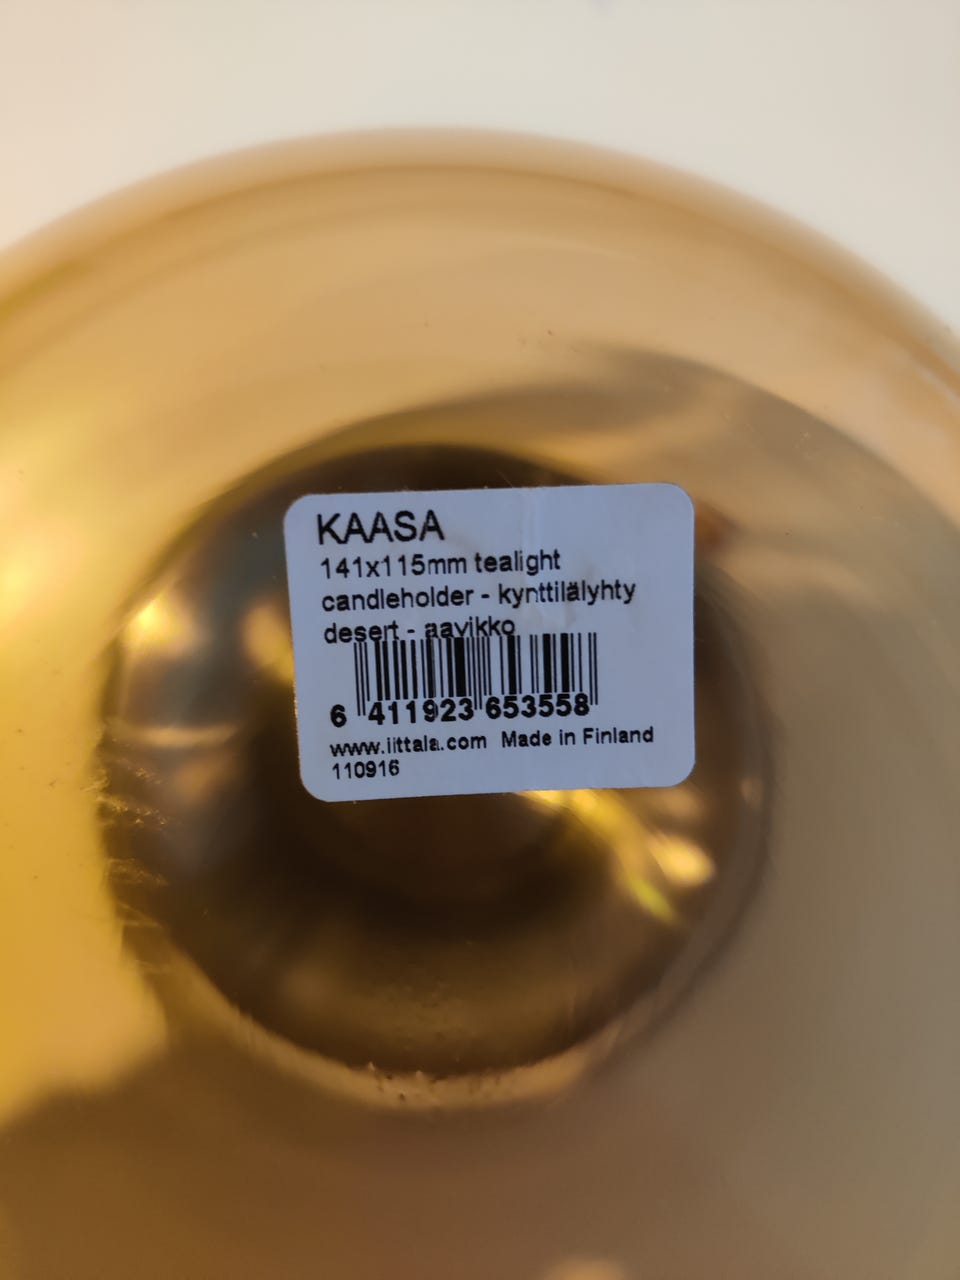 KAASA
141x115mm tealight
candleholder - kynttilälyhty
desert - aavikko
6 411923 653558
www.iittala.com Made in Finland
110916